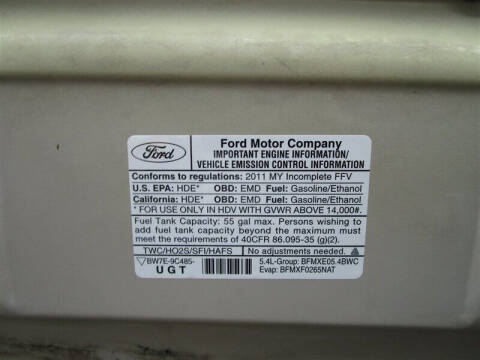 Ford
Ford Motor Company
IMPORTANT ENGINE INFORMATION/
VEHICLE EMISSION CONTROL INFORMATION
Conforms to regulations: 2011 MY Incomplete FFV
U.S. EPA: HDE* OBD: EMD Fuel: Gasoline/Ethanol
California: HDE* OBD: EMD Fuel: Gasoline/Ethanol
*FOR USE ONLY IN HDV WITH GVWR ABOVE 14,000#.
Fuel Tank Capacity: 55 gal max. Persons wishing to
add fuel tank capacity beyond the maximum must
meet the requirements of 40CFR 86.095-35 (g)(2).
TWC/HO2S/SFI/HAFS No adjustments needed.
BW7E-9C485- 5.4L-Group: BFMXE05.4BWC
UGT Evap: BFMXF0265NAT